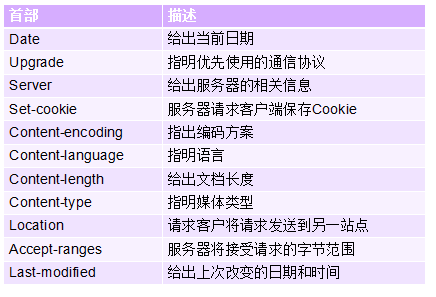 首部 描述
Date 给出当前日期
Upgrade 指明优先使用的通信协议
Server 给出服务器的相关信息
Set-cookie 服务器请求客户端保存Cookie
Content-encoding 指出编码方案
Content-language 指明语言
Content-length 给出文档长度
Content-type 指明媒体类型
Location 请求客户将请求发送到另一站点
Accept-ranges 服务器将接受请求的字节范围
Last-modified 给出上次改变的日期和时间